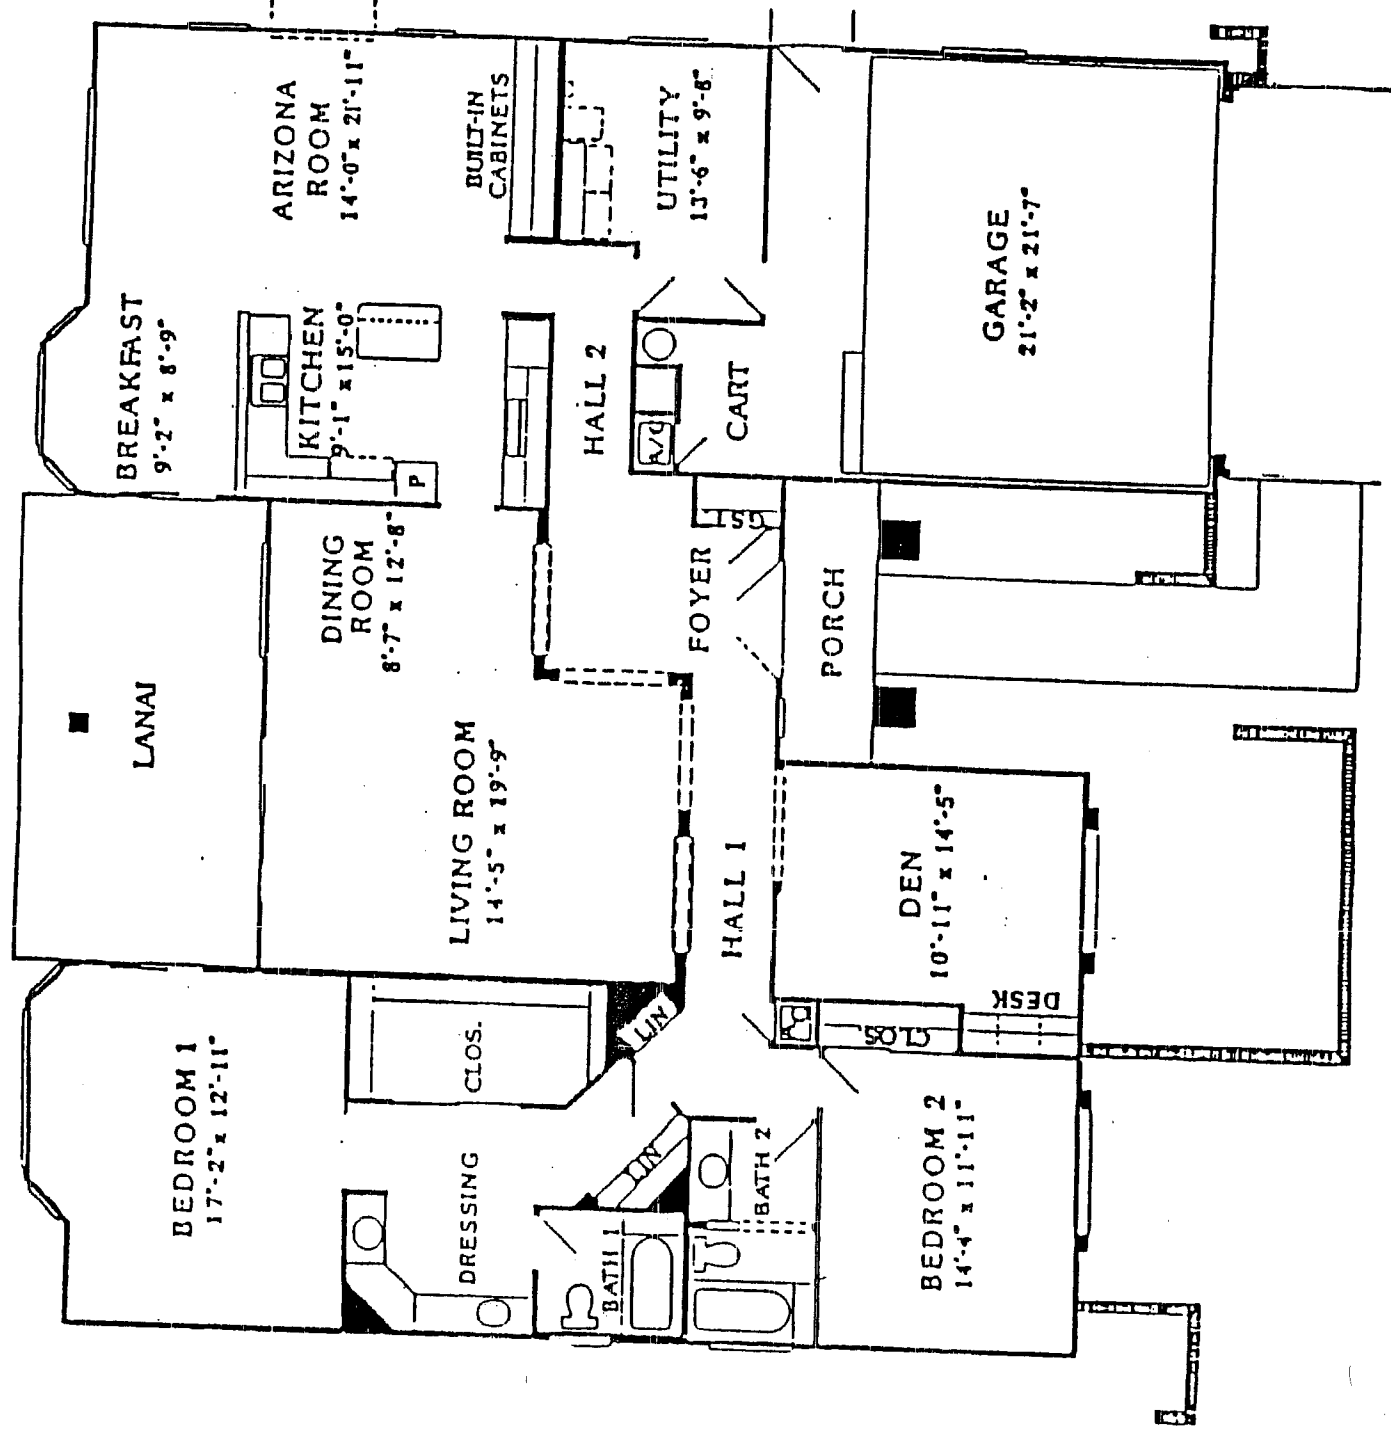 ARIZONA
ROOM
14'-0" x 21'-11"
BUILT-IN
CABINETS
UTILITY
13'-6" x 9'-8"
BREAKFAST
9'-2" x 8'-9"
KITCHEN
9'-1" x 15'-0"
P
HALL 2
A/C
CART
GARAGE
21'-2" x 21'-7"
LANAI
DINING
ROOM
8'-7" x 12'-8"
FOYER
GST
PORCH
LIVING ROOM
14'-5" x 19'-9"
HALL 1
DEN
10'-11" x 14'-5"
DESK
CLOS
BEDROOM 1
17'-2" x 12'-11"
CLOS.
LIN
DRESSING
LIN
BATH 1
BATH 2
BEDROOM 2
14'-4" x 11'-11"